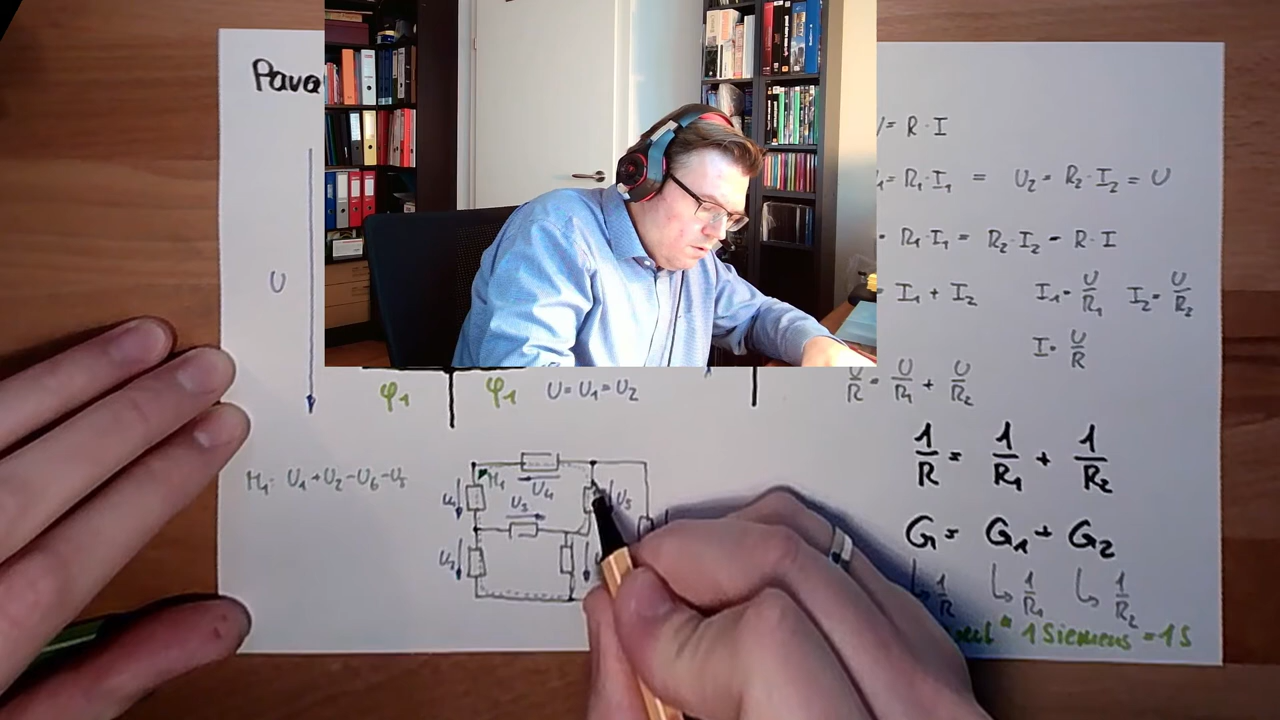 Para
= R · I
= R₁·I₁ = U₂ = R₂·I₂ = U
= R₁·I₁ = R₂·I₂ = R·I
= I₁ + I₂ I₁ = U/R₁ I₂ = U/R₂
I = U/R
U
U/R = U/R₁ + U/R₂
φ₁ φ₁ U = U₁ = U₂
1/R = 1/R₁ + 1/R₂
M₁: U₁ + U₂ - U₆ - U₅
M₁
U₄
U₁ U₃ U₅
G = G₁ + G₂
U₂
↳ 1/R ↳ 1/R₁ ↳ 1/R₂
1 Siemens = 1 S